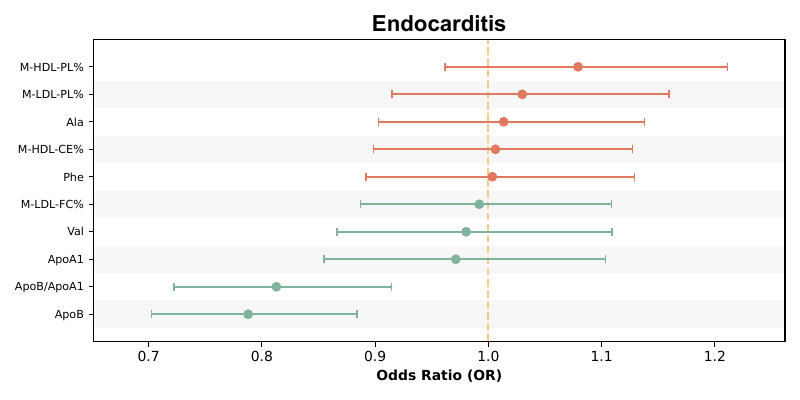 Endocarditis
M-HDL-PL%
M-LDL-PL%
Ala
M-HDL-CE%
Phe
M-LDL-FC%
Val
ApoA1
ApoB/ApoA1
ApoB
0.7 0.8 0.9 1.0 1.1 1.2
Odds Ratio (OR)